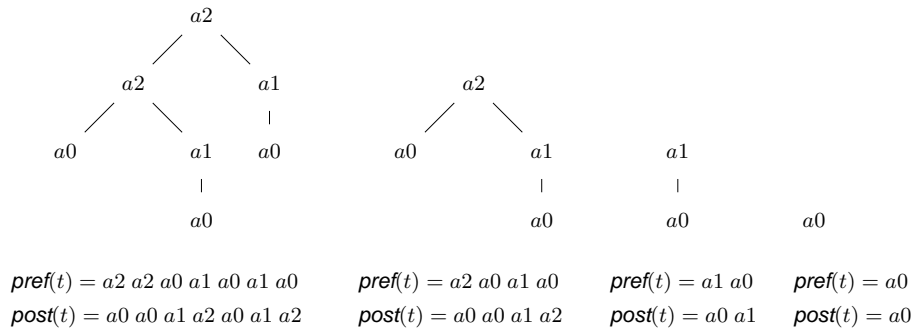 a2
a2 a1 a2
a0 a1 a0 a0 a1 a1
a0 a0 a0 a0
pref(t) = a2 a2 a0 a1 a0 a1 a0 pref(t) = a2 a0 a1 a0 pref(t) = a1 a0 pref(t) = a0
post(t) = a0 a0 a1 a2 a0 a1 a2 post(t) = a0 a0 a1 a2 post(t) = a0 a1 post(t) = a0